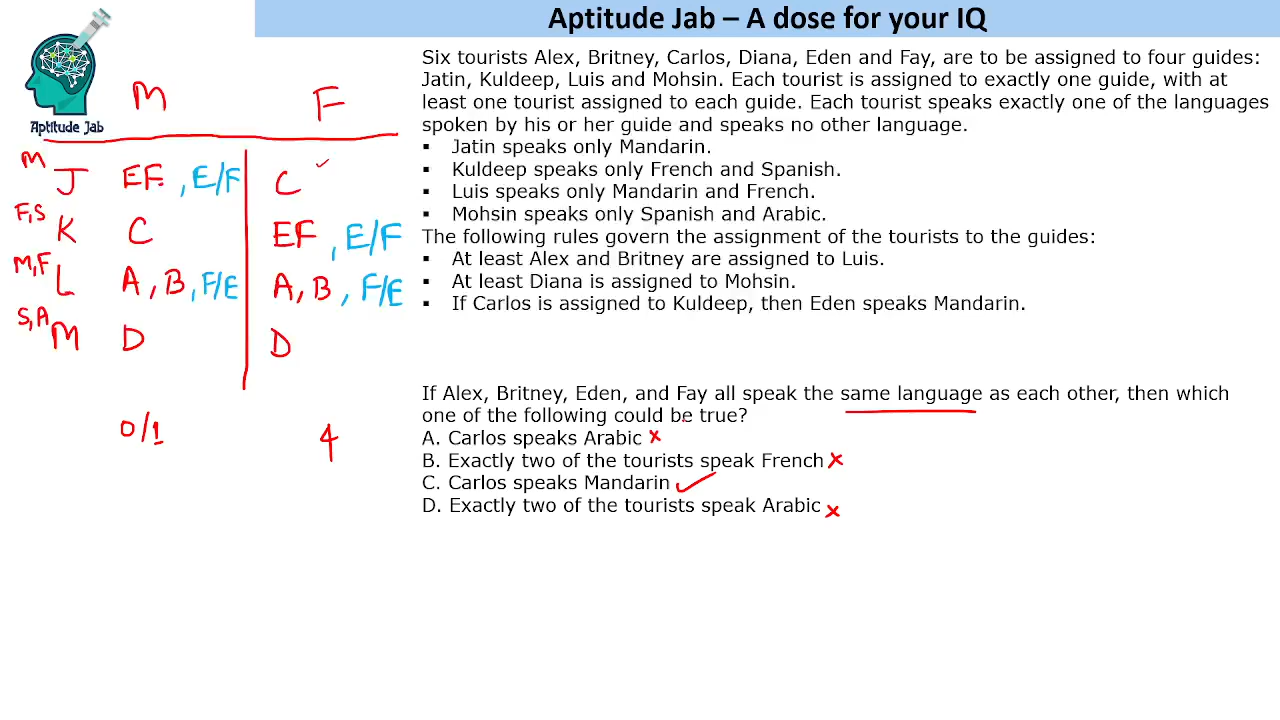 Aptitude Jab – A dose for your IQ
Aptitude Jab
Six tourists Alex, Britney, Carlos, Diana, Eden and Fay, are to be assigned to four guides:
Jatin, Kuldeep, Luis and Mohsin. Each tourist is assigned to exactly one guide, with at
least one tourist assigned to each guide. Each tourist speaks exactly one of the languages
spoken by his or her guide and speaks no other language.
▪ Jatin speaks only Mandarin.
▪ Kuldeep speaks only French and Spanish.
▪ Luis speaks only Mandarin and French.
▪ Mohsin speaks only Spanish and Arabic.
The following rules govern the assignment of the tourists to the guides:
▪ At least Alex and Britney are assigned to Luis.
▪ At least Diana is assigned to Mohsin.
▪ If Carlos is assigned to Kuldeep, then Eden speaks Mandarin.
If Alex, Britney, Eden, and Fay all speak the same language as each other, then which
one of the following could be true?
A. Carlos speaks Arabic x
B. Exactly two of the tourists speak French x
C. Carlos speaks Mandarin ✓
D. Exactly two of the tourists speak Arabic x
M F
M J EF, E/F C ✓
F,S K C EF, E/F
M,F L A, B, F/E A, B, F/E
S,A M D D
0/1 4